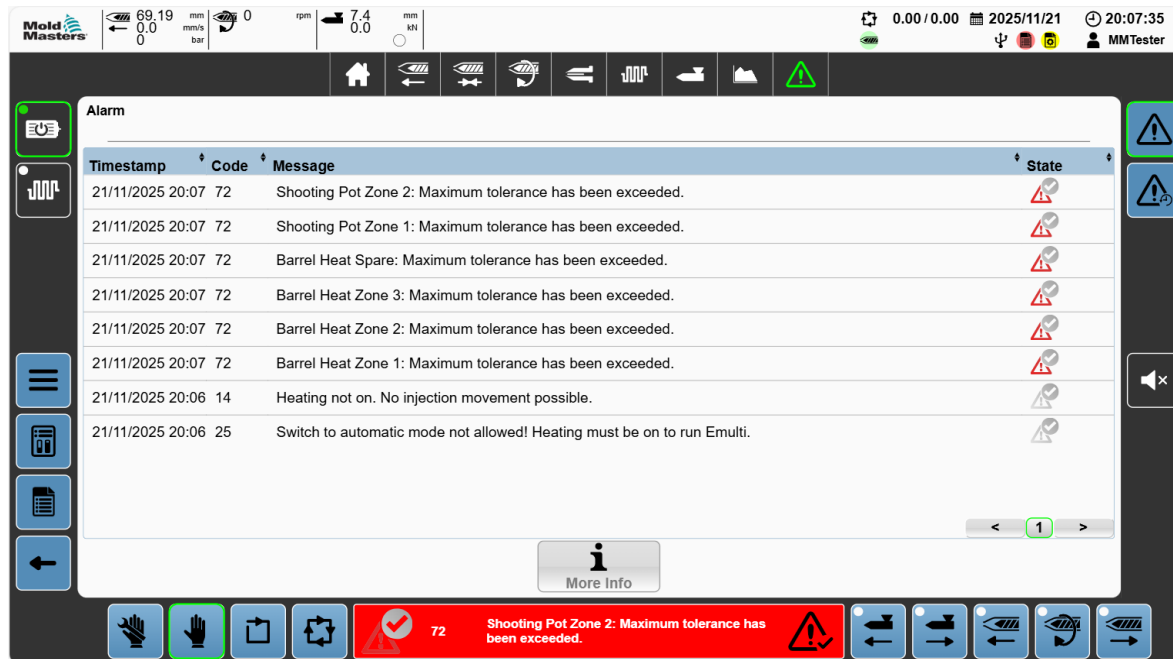 Mold
Masters
69.19 mm
0.0 mm/s
0 bar
0 rpm
7.4 mm
0.0 kN
0.00 / 0.00
2025/11/21
20:07:35
MMTester
Alarm
Timestamp Code Message State
21/11/2025 20:07 72 Shooting Pot Zone 2: Maximum tolerance has been exceeded.
21/11/2025 20:07 72 Shooting Pot Zone 1: Maximum tolerance has been exceeded.
21/11/2025 20:07 72 Barrel Heat Spare: Maximum tolerance has been exceeded.
21/11/2025 20:07 72 Barrel Heat Zone 3: Maximum tolerance has been exceeded.
21/11/2025 20:07 72 Barrel Heat Zone 2: Maximum tolerance has been exceeded.
21/11/2025 20:07 72 Barrel Heat Zone 1: Maximum tolerance has been exceeded.
21/11/2025 20:06 14 Heating not on. No injection movement possible.
21/11/2025 20:06 25 Switch to automatic mode not allowed! Heating must be on to run Emulti.
< 1 >
More Info
72 Shooting Pot Zone 2: Maximum tolerance has
been exceeded.